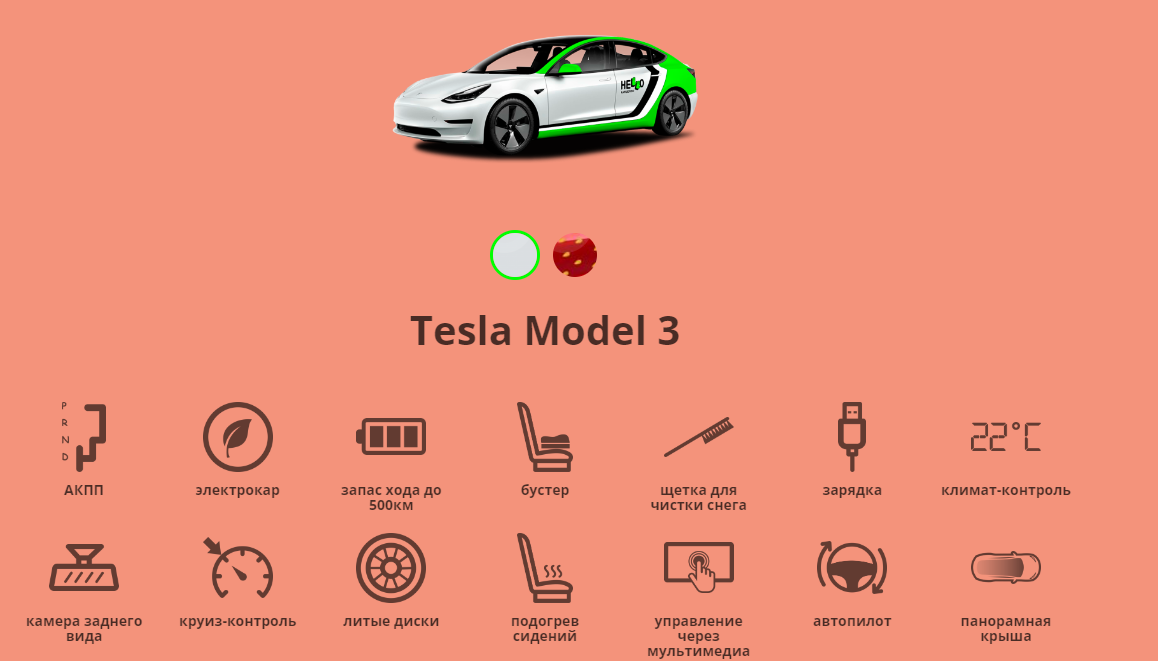 HELLO
Tesla Model 3
P
R
N
D
22°C
АКПП
электрокар
запас хода до
500км
бустер
щетка для
чистки снега
зарядка
климат-контроль
камера заднего
вида
круиз-контроль
литые диски
подогрев
сидений
управление
через
мультимедиа
автопилот
панорамная
крыша